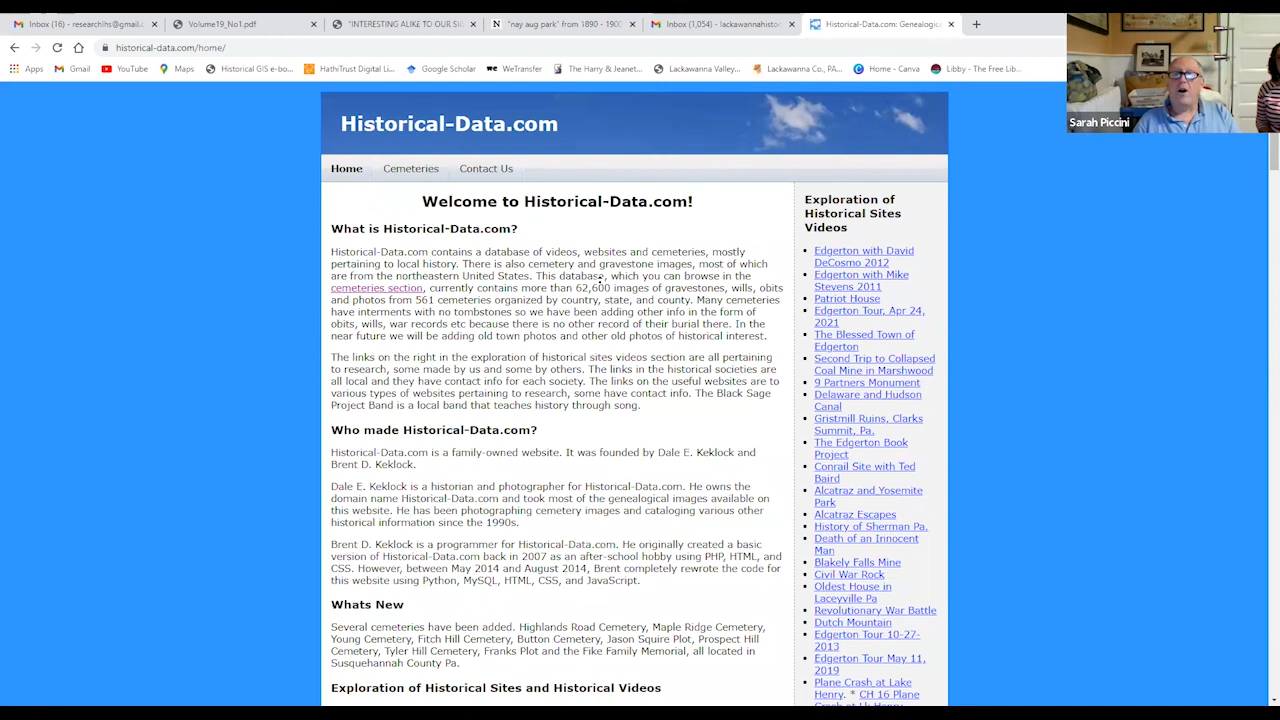 Inbox (16) - researchlhs@gmail.c
Volume19_No1.pdf
"INTERESTING ALIKE TO OUR SIS
"nay aug park" from 1890 - 1900
Inbox (1,054) - lackawannahisto
Historical-Data.com: Genealogica
historical-data.com/home/
Apps
Gmail
YouTube
Maps
Historical GIS e-bo...
HathiTrust Digital Li...
Google Scholar
WeTransfer
The Harry & Jeanet...
Lackawanna Valley...
Lackawanna Co., PA...
Home - Canva
Libby - The Free Lib...
Sarah Piccini
Historical-Data.com
Home
Cemeteries
Contact Us
Welcome to Historical-Data.com!
What is Historical-Data.com?
Historical-Data.com contains a database of videos, websites and cemeteries, mostly
pertaining to local history. There is also cemetery and gravestone images, most of which
are from the northeastern United States. This database, which you can browse in the
cemeteries section, currently contains more than 62,600 images of gravestones, wills, obits
and photos from 561 cemeteries organized by country, state, and county. Many cemeteries
have interments with no tombstones so we have been adding other info in the form of
obits, wills, war records etc because there is no other record of their burial there. In the
near future we will be adding old town photos and other old photos of historical interest.
The links on the right in the exploration of historical sites videos section are all pertaining
to research, some made by us and some by others. The links in the historical societies are
all local and they have contact info for each society. The links on the useful websites are to
various types of websites pertaining to research, some have contact info. The Black Sage
Project Band is a local band that teaches history through song.
Who made Historical-Data.com?
Historical-Data.com is a family-owned website. It was founded by Dale E. Keklock and
Brent D. Keklock.
Dale E. Keklock is a historian and photographer for Historical-Data.com. He owns the
domain name Historical-Data.com and took most of the genealogical images available on
this website. He has been photographing cemetery images and cataloging various other
historical information since the 1990s.
Brent D. Keklock is a programmer for Historical-Data.com. He originally created a basic
version of Historical-Data.com back in 2007 as an after-school hobby using PHP, HTML, and
CSS. However, between May 2014 and August 2014, Brent completely rewrote the code for
this website using Python, MySQL, HTML, CSS, and JavaScript.
Whats New
Several cemeteries have been added. Highlands Road Cemetery, Maple Ridge Cemetery,
Young Cemetery, Fitch Hill Cemetery, Button Cemetery, Jason Squire Plot, Prospect Hill
Cemetery, Tyler Hill Cemetery, Franks Plot and the Fike Family Memorial, all located in
Susquehannah County Pa.
Exploration of Historical Sites and Historical Videos
Exploration of
Historical Sites
Videos
Edgerton with David
DeCosmo 2012
Edgerton with Mike
Stevens 2011
Patriot House
Edgerton Tour, Apr 24,
2021
The Blessed Town of
Edgerton
Second Trip to Collapsed
Coal Mine in Marshwood
9 Partners Monument
Delaware and Hudson
Canal
Gristmill Ruins, Clarks
Summit, Pa.
The Edgerton Book
Project
Conrail Site with Ted
Baird
Alcatraz and Yosemite
Park
Alcatraz Escapes
History of Sherman Pa.
Death of an Innocent
Man
Blakely Falls Mine
Civil War Rock
Oldest House in
Laceyville Pa
Revolutionary War Battle
Dutch Mountain
Edgerton Tour 10-27-
2013
Edgerton Tour May 11,
2019
Plane Crash at Lake
Henry. * CH 16 Plane
Crash at Lk Henry